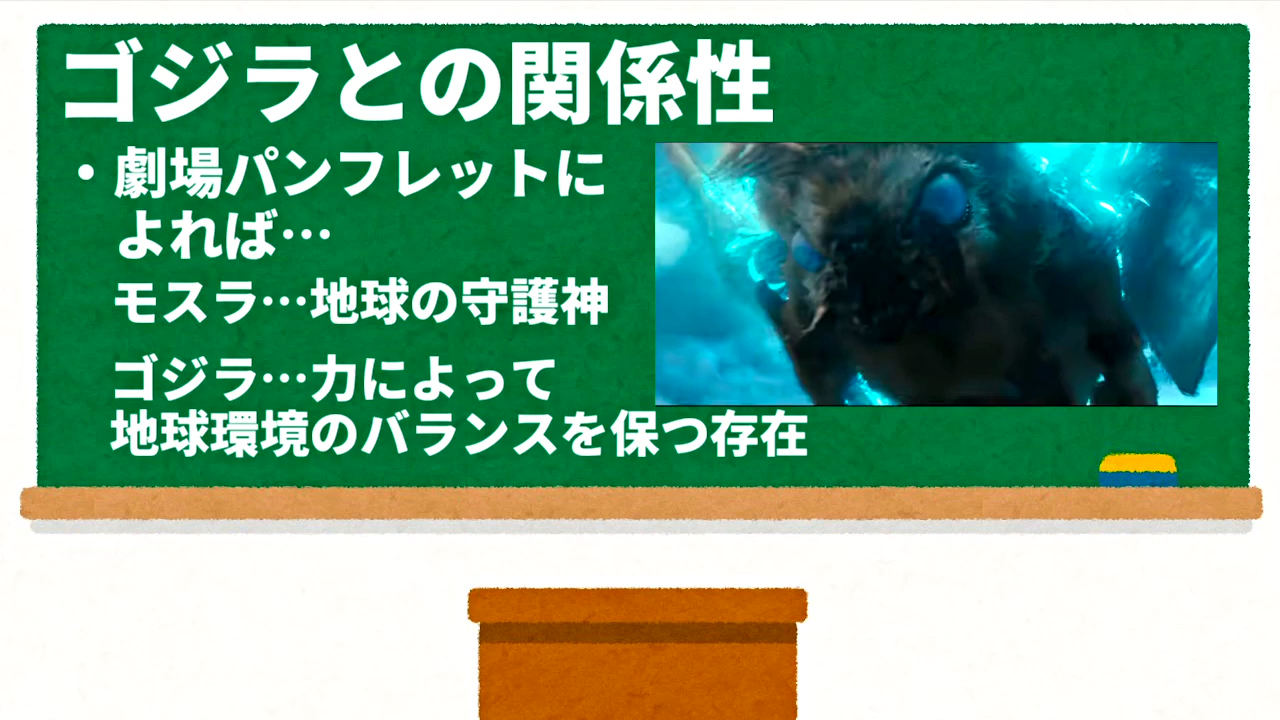 ゴジラとの関係性
・劇場パンフレットに
よれば…
モスラ…地球の守護神
ゴジラ…力によって
地球環境のバランスを保つ存在